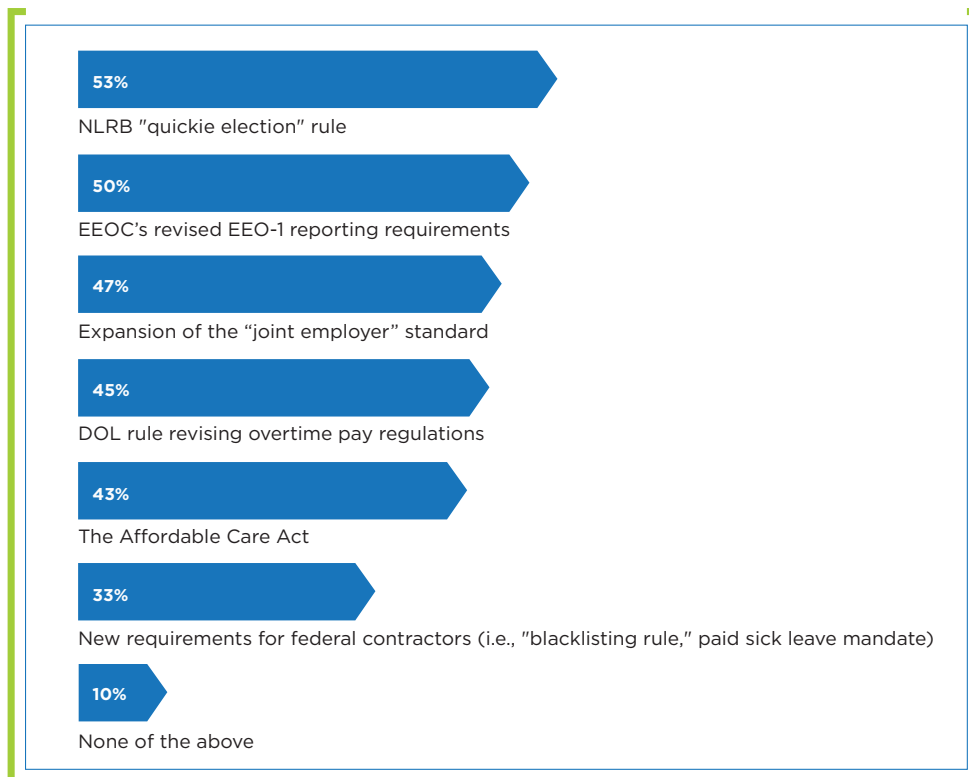 53%
NLRB "quickie election" rule
50%
EEOC’s revised EEO-1 reporting requirements
47%
Expansion of the “joint employer” standard
45%
DOL rule revising overtime pay regulations
43%
The Affordable Care Act
33%
New requirements for federal contractors (i.e., "blacklisting rule," paid sick leave mandate)
10%
None of the above